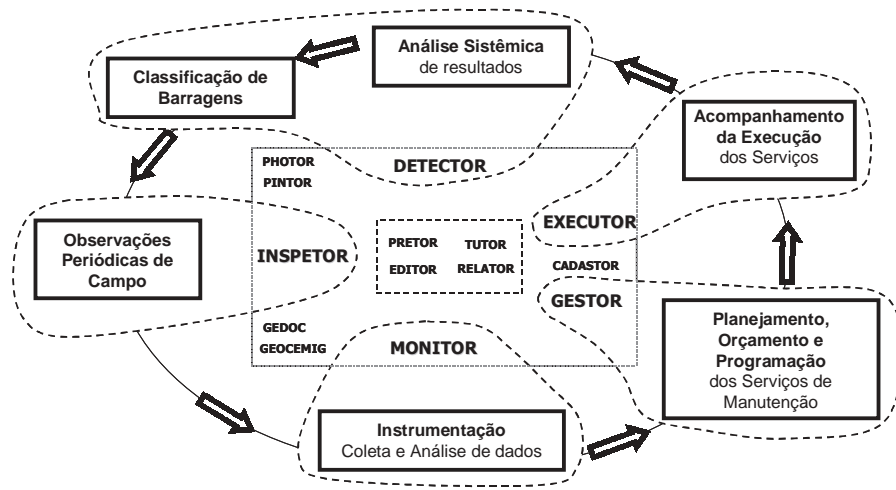 Análise Sistêmica
de resultados
Classificação de
Barragens
Acompanhamento
da Execução
dos Serviços
PHOTOR
PINTOR
DETECTOR
EXECUTOR
Observações
Periódicas de
Campo
INSPETOR
PRETOR
TUTOR
EDITOR
RELATOR
CADASTOR
GESTOR
GEDOC
GEOCEMIG
MONITOR
Planejamento,
Orçamento e
Programação
dos Serviços de
Manutenção
Instrumentação
Coleta e Análise de dados